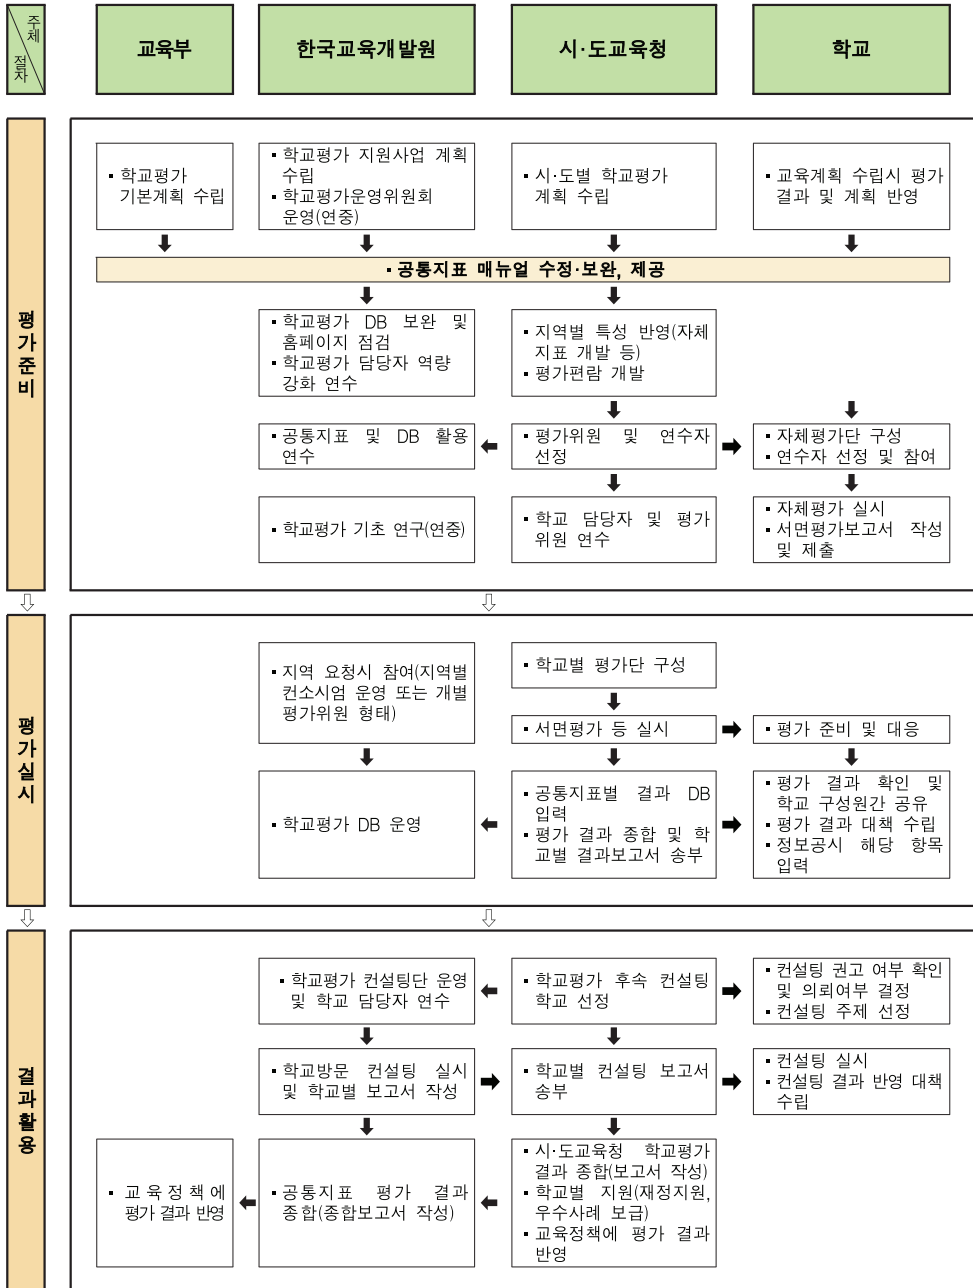 주체
절차
교육부
한국교육개발원
시·도교육청
학교
평가준비
▪ 학교평가
기본계획 수립
▪ 학교평가 지원사업 계획
수립
▪ 학교평가운영위원회
운영(연중)
▪ 시·도별 학교평가
계획 수립
▪ 교육계획 수립시 평가
결과 및 계획 반영
▪ 공통지표 매뉴얼 수정·보완, 제공
▪ 학교평가 DB 보완 및
홈페이지 점검
▪ 학교평가 담당자 역량
강화 연수
▪ 지역별 특성 반영(자체
지표 개발 등)
▪ 평가편람 개발
▪ 공통지표 및 DB 활용
연수
▪ 평가위원 및 연수자
선정
▪ 자체평가단 구성
▪ 연수자 선정 및 참여
▪ 학교평가 기초 연구(연중)
▪ 학교 담당자 및 평가
위원 연수
▪ 자체평가 실시
▪ 서면평가보고서 작성
및 제출
평가실시
▪ 지역 요청시 참여(지역별
컨소시엄 운영 또는 개별
평가위원 형태)
▪ 학교별 평가단 구성
▪ 서면평가 등 실시
▪ 평가 준비 및 대응
▪ 학교평가 DB 운영
▪ 공통지표별 결과 DB
입력
▪ 평가 결과 종합 및 학
교별 결과보고서 송부
▪ 평가 결과 확인 및
학교 구성원간 공유
▪ 평가 결과 대책 수립
▪ 정보공시 해당 항목
입력
결과활용
▪ 학교평가 컨설팅단 운영
및 학교 담당자 연수
▪ 학교평가 후속 컨설팅
학교 선정
▪ 컨설팅 권고 여부 확인
및 의뢰여부 결정
▪ 컨설팅 주제 선정
▪ 학교방문 컨설팅 실시
및 학교별 보고서 작성
▪ 학교별 컨설팅 보고서
송부
▪ 컨설팅 실시
▪ 컨설팅 결과 반영 대책
수립
▪ 교육정책에
평가 결과 반영
▪ 공통지표 평가 결과
종합(종합보고서 작성)
▪ 시·도교육청 학교평가
결과 종합(보고서 작성)
▪ 학교별 지원(재정지원,
우수사례 보급)
▪ 교육정책에 평가 결과
반영